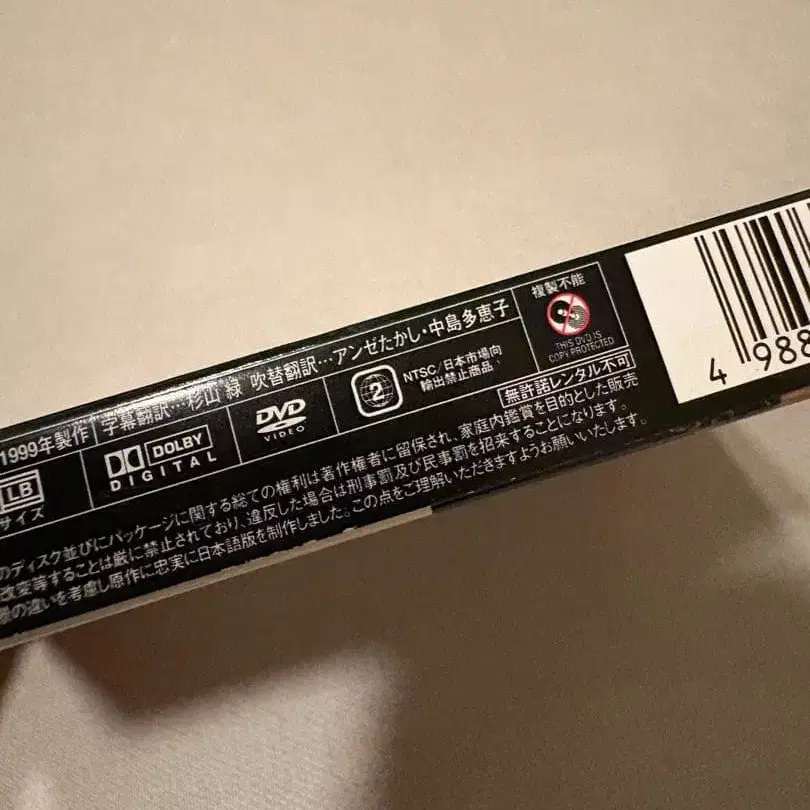 1999年製作 字幕翻訳…杉山 緑 吹替翻訳…アンゼたかし・中島多恵子
複製不能
THIS DVD IS
COPY PROTECTED
LB
サイズ
DOLBY
DIGITAL
DVD
VIDEO
2
NTSC/日本市場向
輸出禁止商品
無許諾レンタル不可
のディスク並びにパッケージに関する総ての権利は著作権者に留保され、家庭内鑑賞を目的とした販売
改変等することは厳に禁止されており、違反した場合は刑事罰及び民事罰を招来することになります。
の違いを考慮し原作に忠実に日本語版を制作しました。この点をご理解いただきますようお願いいたします。
4 988